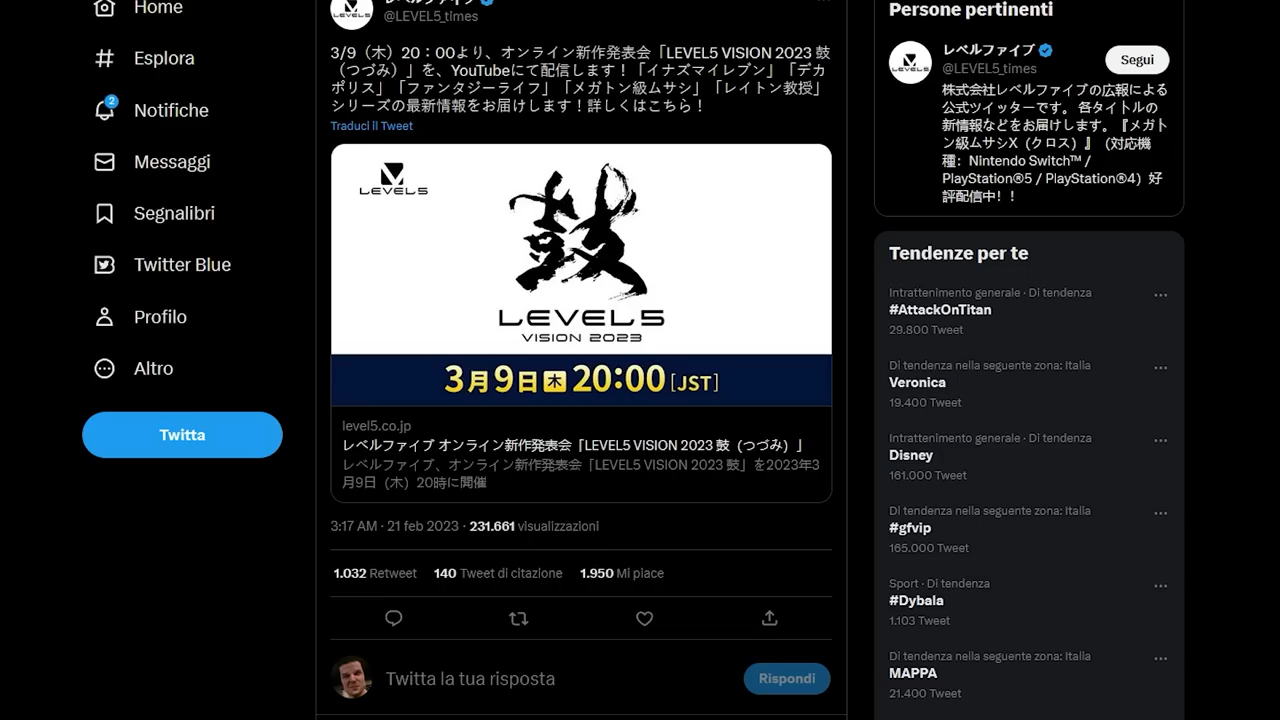 Home
Esplora
2
Notifiche
Messaggi
Segnalibri
Twitter Blue
Profilo
Altro
Twitta
レベルファイブ
@LEVEL5_times
3/9（木）20：00より、オンライン新作発表会「LEVEL5 VISION 2023 鼓
（つづみ）」を、YouTubeにて配信します！「イナズマイレブン」「デカ
ポリス」「ファンタジーライフ」「メガトン級ムサシ」「レイトン教授」
シリーズの最新情報をお届けします！詳しくはこちら！
Traduci il Tweet
LEVEL5
鼓
LEVEL5
VISION 2023
3月9日木20:00[JST]
level5.co.jp
レベルファイブ オンライン新作発表会「LEVEL5 VISION 2023 鼓（つづみ）」
レベルファイブ、オンライン新作発表会「LEVEL5 VISION 2023 鼓」を2023年3
月9日（木）20時に開催
3:17 AM · 21 feb 2023 · 231.661 visualizzazioni
1.032 Retweet 140 Tweet di citazione 1.950 Mi piace
Twitta la tua risposta
Rispondi
Persone pertinenti
LEVEL5
レベルファイブ
@LEVEL5_times
Segui
株式会社レベルファイブの広報による
公式ツイッターです。 各タイトルの
新情報などをお届けします。『メガト
ン級ムサシX（クロス）』（対応機
種：Nintendo Switch™ /
PlayStation®5 / PlayStation®4）好
評配信中！！
Tendenze per te
Intrattenimento generale · Di tendenza
#AttackOnTitan
29.800 Tweet
Di tendenza nella seguente zona: Italia
Veronica
19.400 Tweet
Intrattenimento generale · Di tendenza
Disney
161.000 Tweet
Di tendenza nella seguente zona: Italia
#gfvip
165.000 Tweet
Sport · Di tendenza
#Dybala
1.103 Tweet
Di tendenza nella seguente zona: Italia
MAPPA
21.400 Tweet